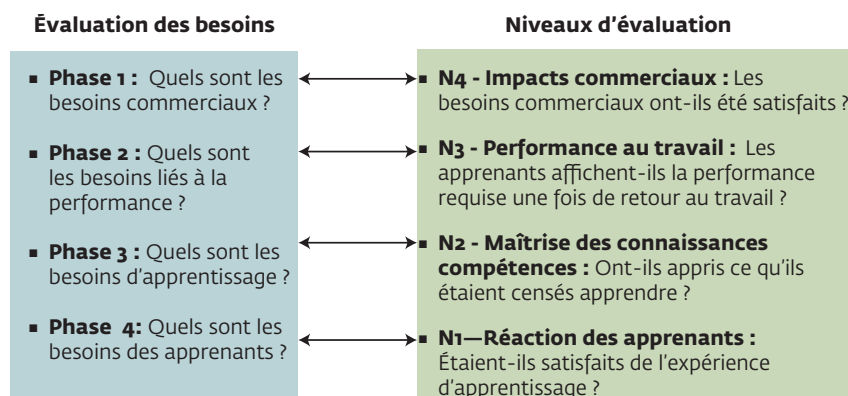 Évaluation des besoins
▪ Phase 1 : Quels sont les
besoins commerciaux ?
▪ Phase 2 : Quels sont
les besoins liés à la
performance ?
▪ Phase 3 : Quels sont les
besoins d'apprentissage ?
▪ Phase 4: Quels sont les
besoins des apprenants ?
Niveaux d'évaluation
▪ N4 - Impacts commerciaux : Les
besoins commerciaux ont-ils été satisfaits ?
▪ N3 - Performance au travail : Les
apprenants affichent-ils la performance
requise une fois de retour au travail ?
▪ N2 - Maîtrise des connaissances
compétences : Ont-ils appris ce qu'ils
étaient censés apprendre ?
▪ N1—Réaction des apprenants :
Étaient-ils satisfaits de l'expérience
d'apprentissage ?